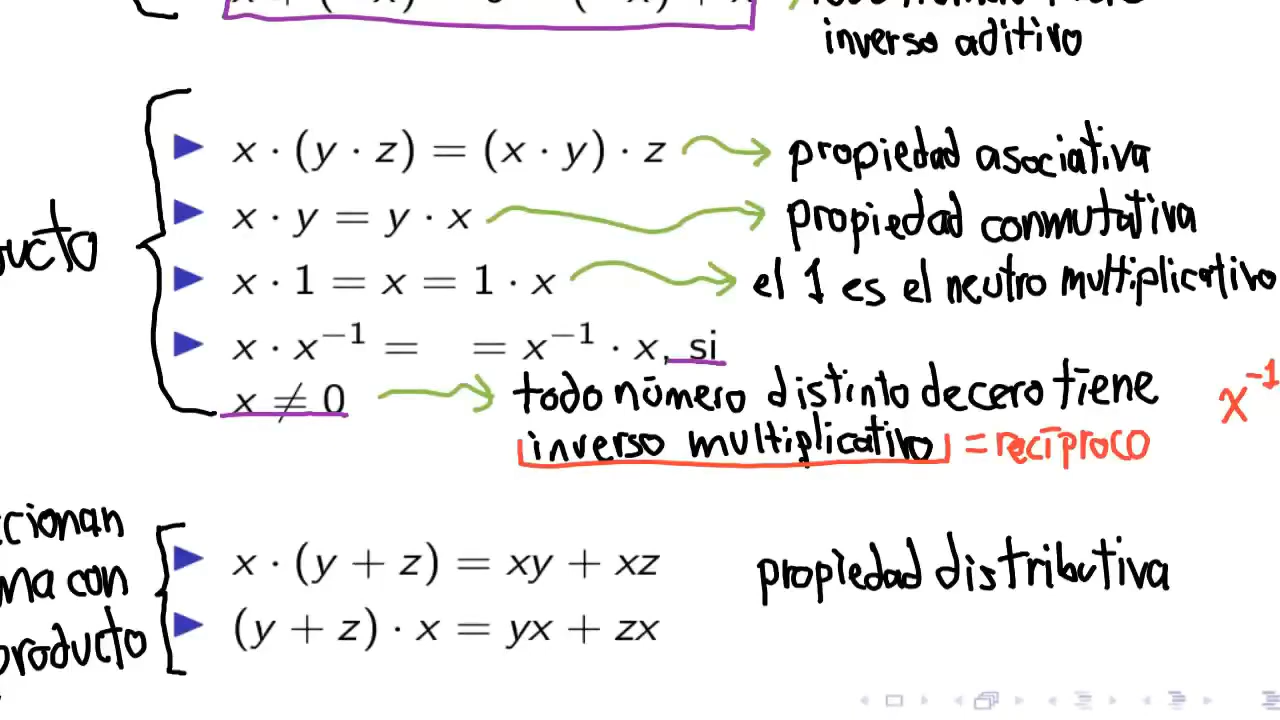 inverso aditivo
x · (y · z) = (x · y) · z propiedad asociativa
x · y = y · x propiedad conmutativa
ucto
x · 1 = x = 1 · x el 1 es el neutro multiplicativo
x · x⁻¹ = = x⁻¹ · x, si
x ≠ 0 todo número distinto de cero tiene x⁻¹
inverso multiplicativo = recíproco
ccionan
x · (y + z) = xy + xz propiedad distributiva
ma con
(y + z) · x = yx + zx
producto